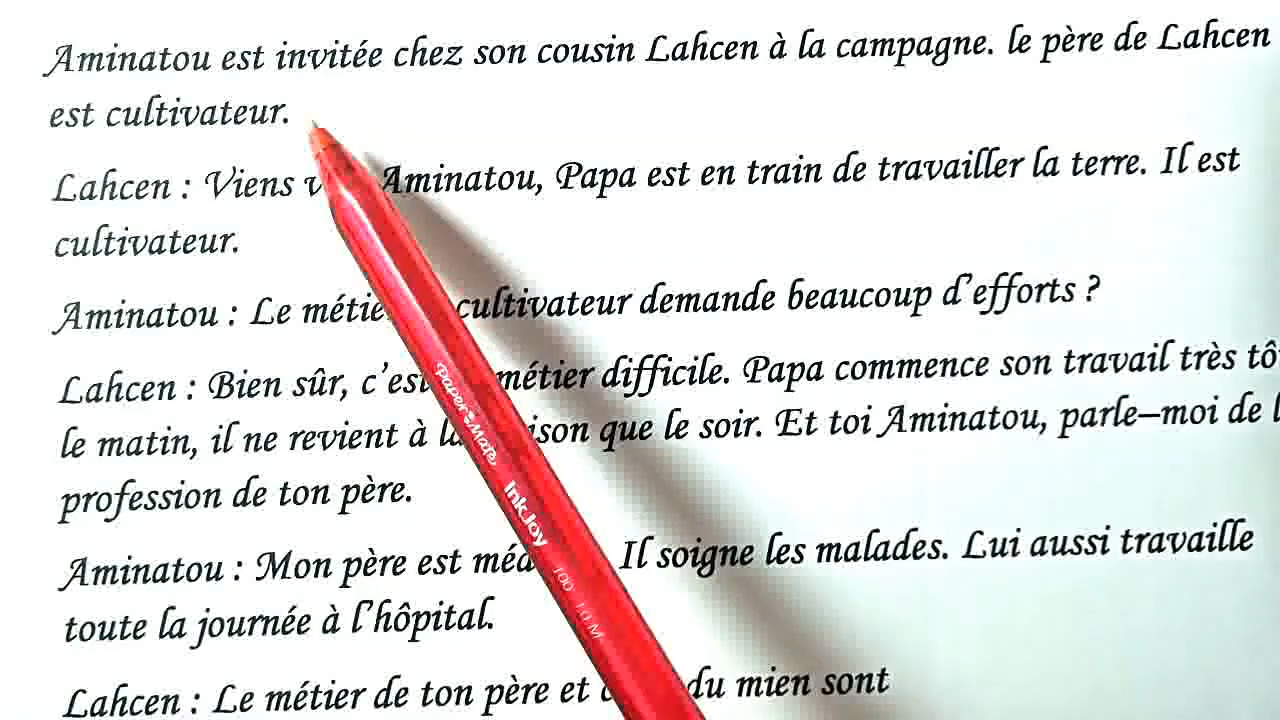 Aminatou est invitée chez son cousin Lahcen à la campagne. le père de Lahcen
est cultivateur.
Lahcen : Viens Aminatou, Papa est en train de travailler la terre. Il est
cultivateur.
Aminatou : Le cultivateur demande beaucoup d'efforts ?
Lahcen : Bien sûr, métier difficile. Papa commence son travail très
le matin, il ne revient à que le soir. Et toi Aminatou, parle-moi de
profession de ton père.
Aminatou : Mon père est Il soigne les malades. Lui aussi travaille
toute la journée à l'hôpital.
Lahcen : Le métier de ton père et du mien sont
Paper Mate InkJoy 100 1.0 M